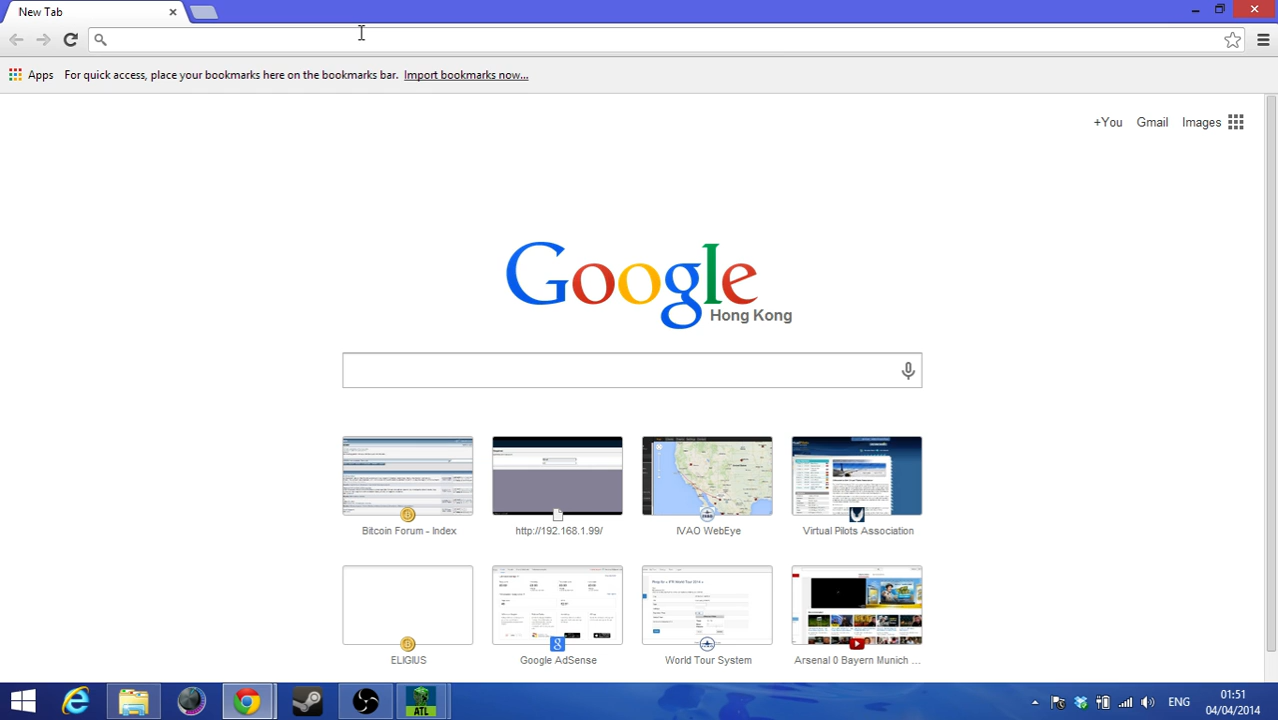 New Tab
Apps For quick access, place your bookmarks here on the bookmarks bar. Import bookmarks now...
+You Gmail Images
Google
Hong Kong
Bitcoin Forum - Index http://192.168.1.99/ IVAO WebEye Virtual Pilots Association
ELIGIUS Google AdSense World Tour System Arsenal 0 Bayern Munich ...
ATL ENG 01:51
04/04/2014